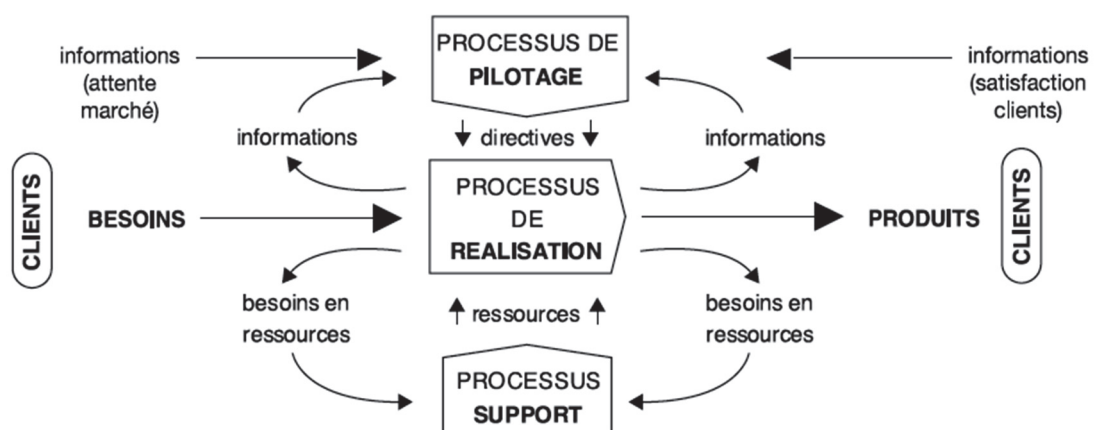 informations
(attente
marché)
PROCESSUS DE
PILOTAGE
informations
(satisfaction
clients)
informations
directives
informations
CLIENTS
BESOINS
PROCESSUS
DE
REALISATION
PRODUITS
CLIENTS
besoins en
ressources
ressources
besoins en
ressources
PROCESSUS
SUPPORT